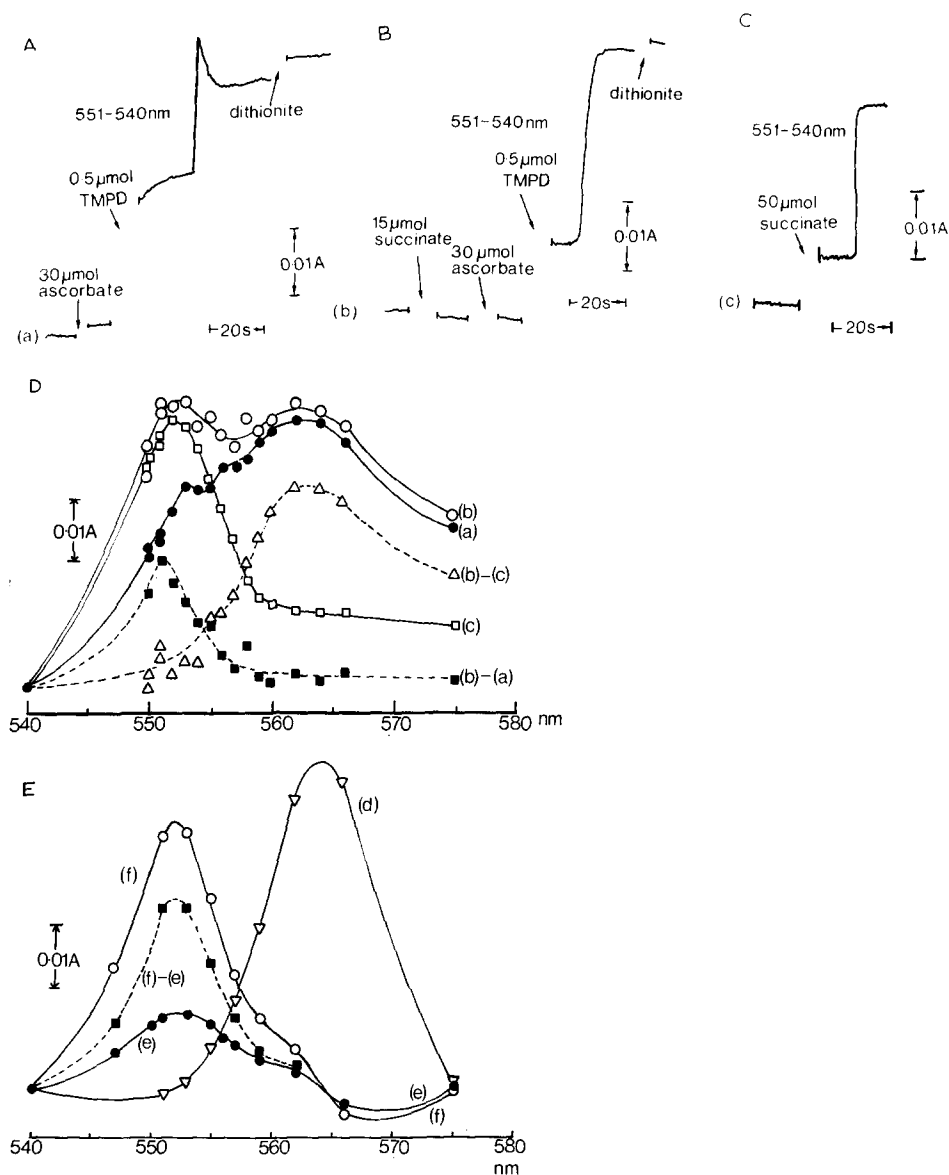 A
551-540nm
0·5µmol
TMPD
30µmol
ascorbate
(a)
dithionite
0·01A
20s
B
551-540nm
0·5µmol
TMPD
15µmol
succinate
30µmol
ascorbate
(b)
dithionite
0·01A
20s
C
551-540nm
50µmol
succinate
(c)
0·01A
20s
D
0·01A
(b)
(a)
(b)-(c)
(c)
(b)-(a)
540 550 560 570 580
nm
E
0·01A
(f)
(f)-(e)
(e)
(d)
(e)
(f)
540 550 560 570 580
nm